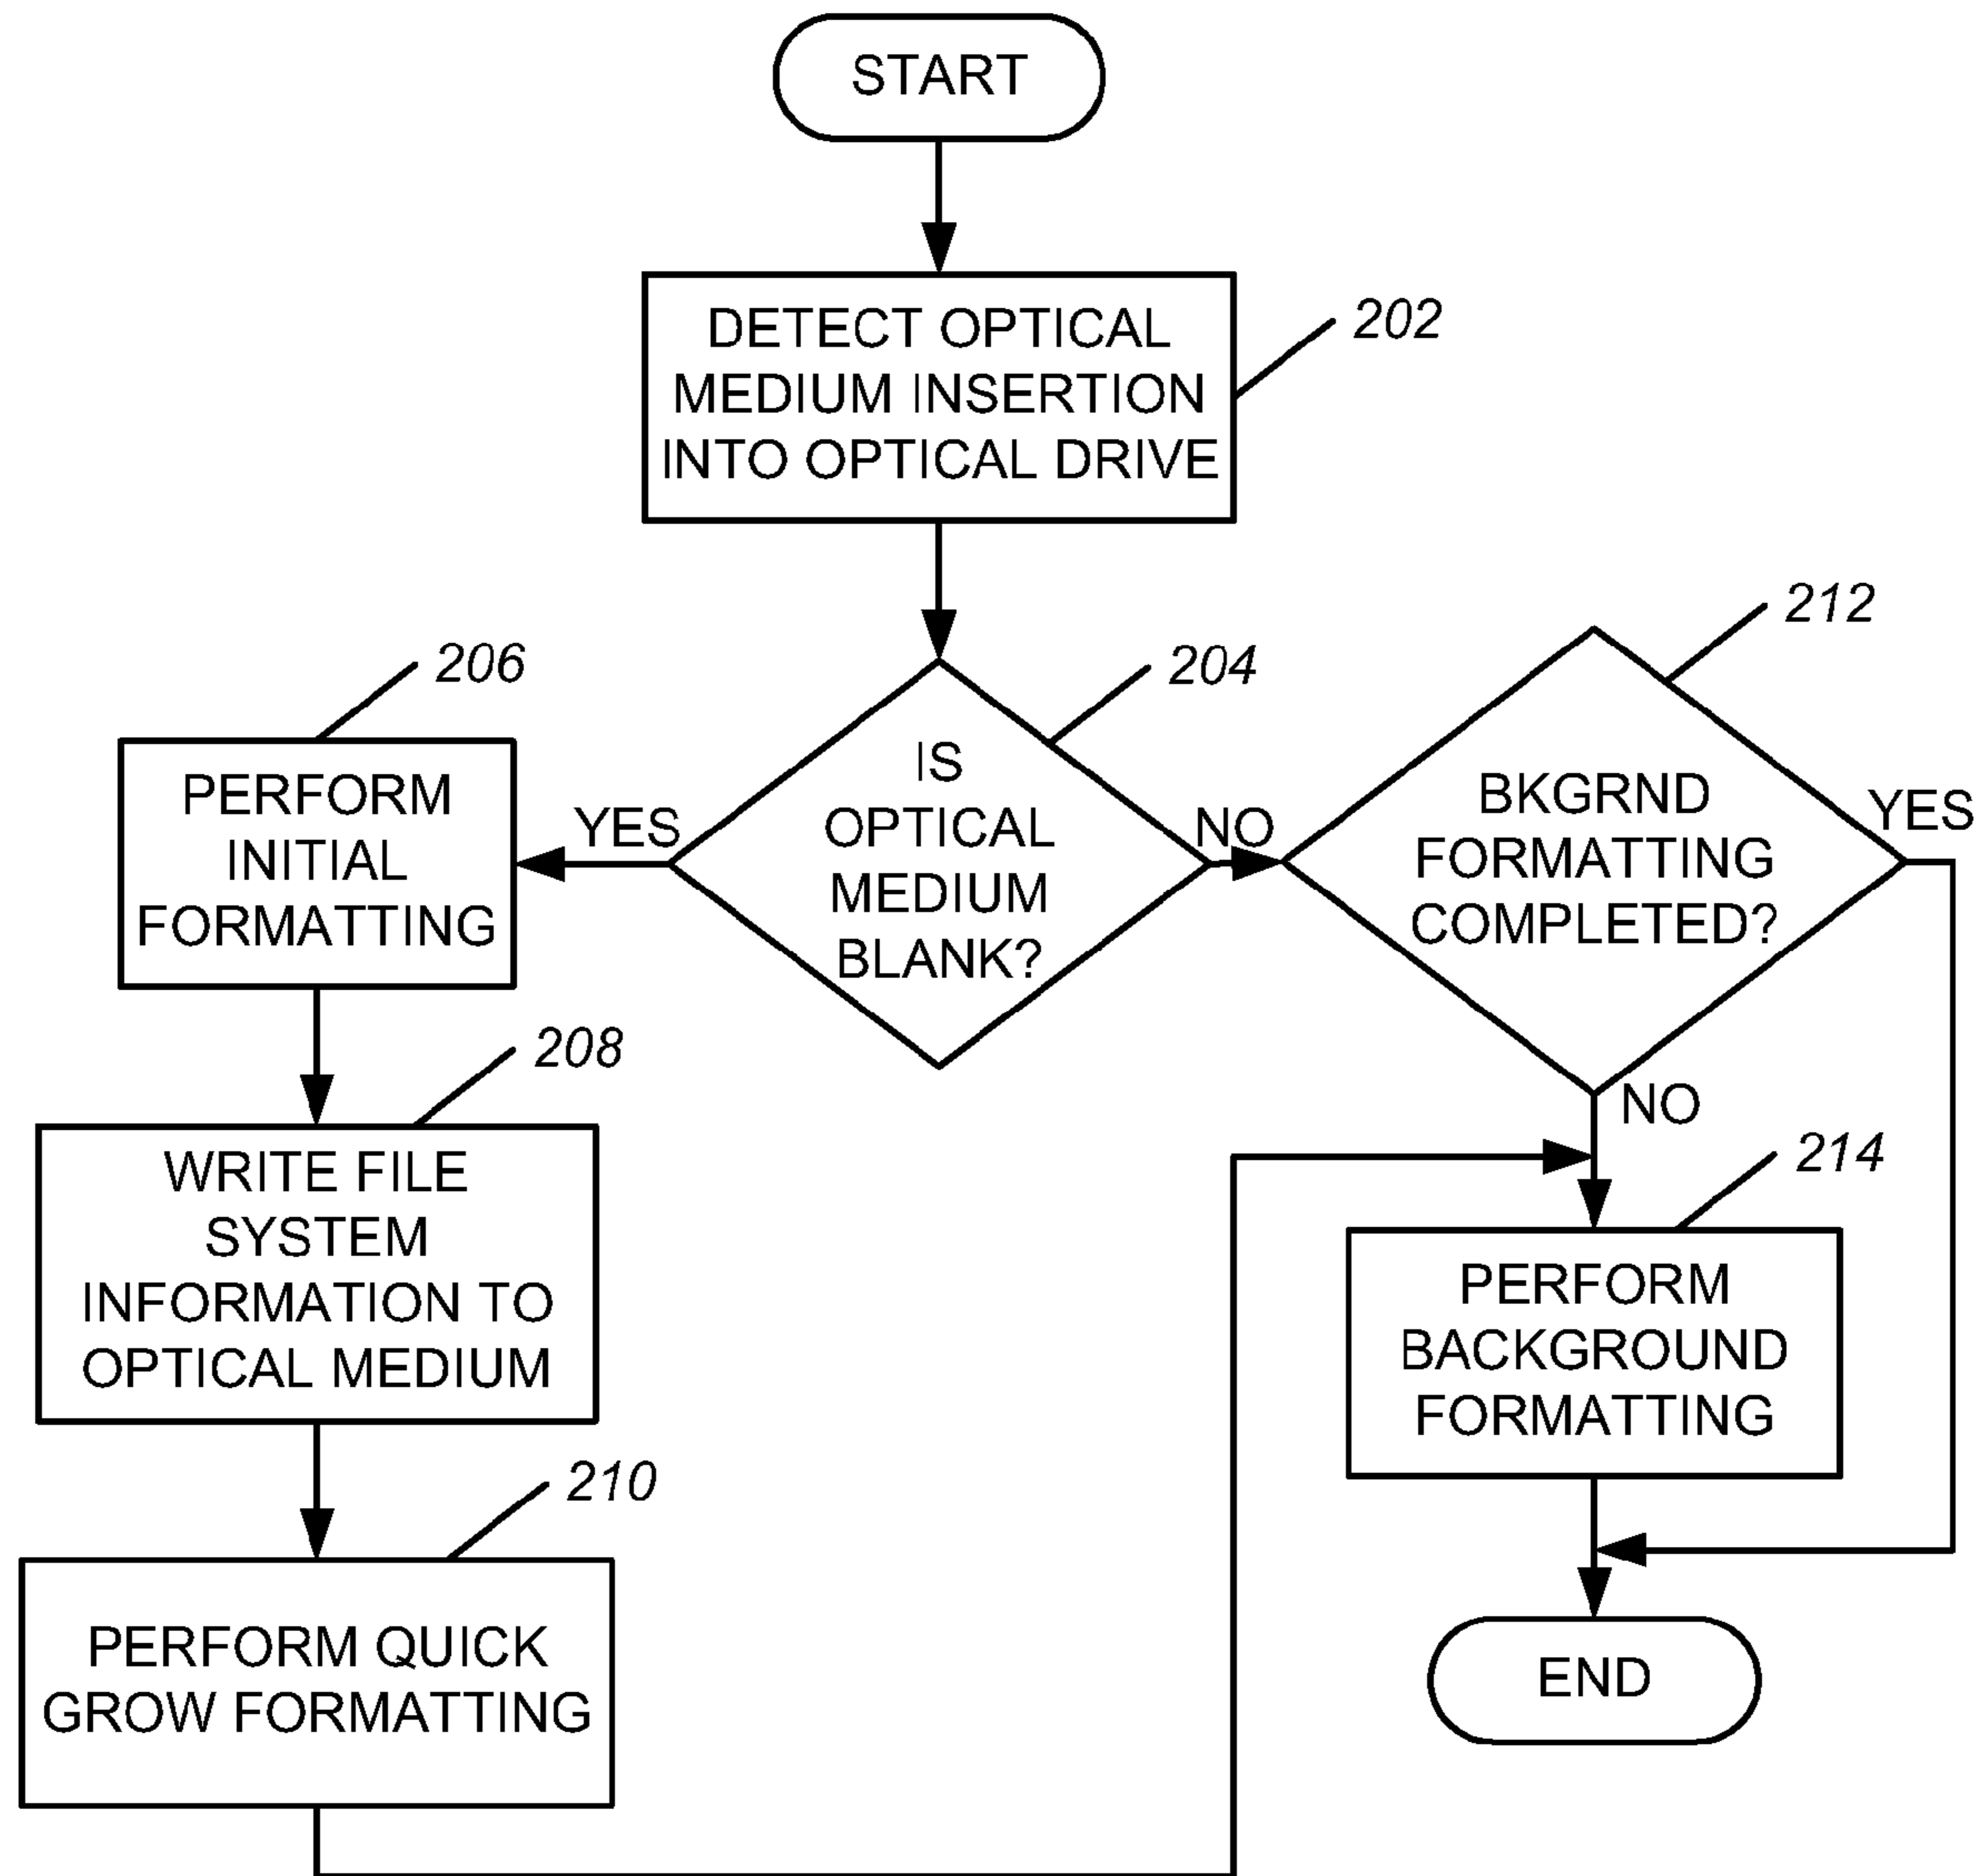 START
DETECT OPTICAL
MEDIUM INSERTION
INTO OPTICAL DRIVE
202
IS
OPTICAL
MEDIUM
BLANK?
204
YES
NO
PERFORM
INITIAL
FORMATTING
206
WRITE FILE
SYSTEM
INFORMATION TO
OPTICAL MEDIUM
208
PERFORM QUICK
GROW FORMATTING
210
BKGRND
FORMATTING
COMPLETED?
212
YES
NO
PERFORM
BACKGROUND
FORMATTING
214
END